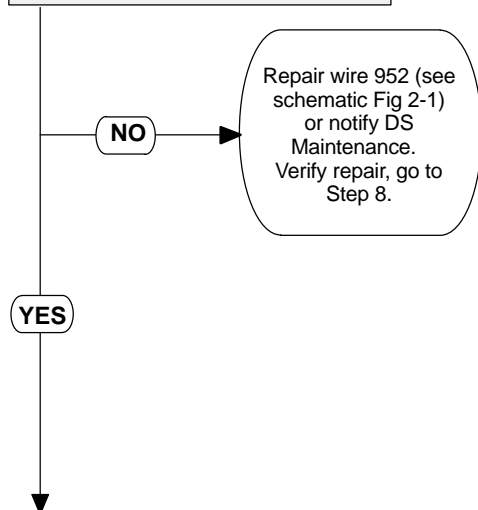 Repair wire 952 (see
schematic Fig 2-1)
or notify DS
Maintenance.
Verify repair, go to
Step 8.
NO
YES